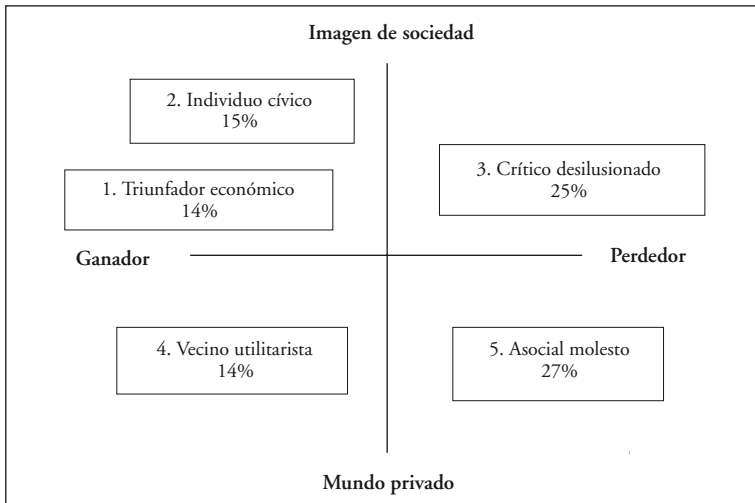 Imagen de sociedad
2. Individuo cívico
15%
3. Crítico desilusionado
25%
1. Triunfador económico
14%
Ganador
Perdedor
4. Vecino utilitarista
14%
5. Asocial molesto
27%
Mundo privado